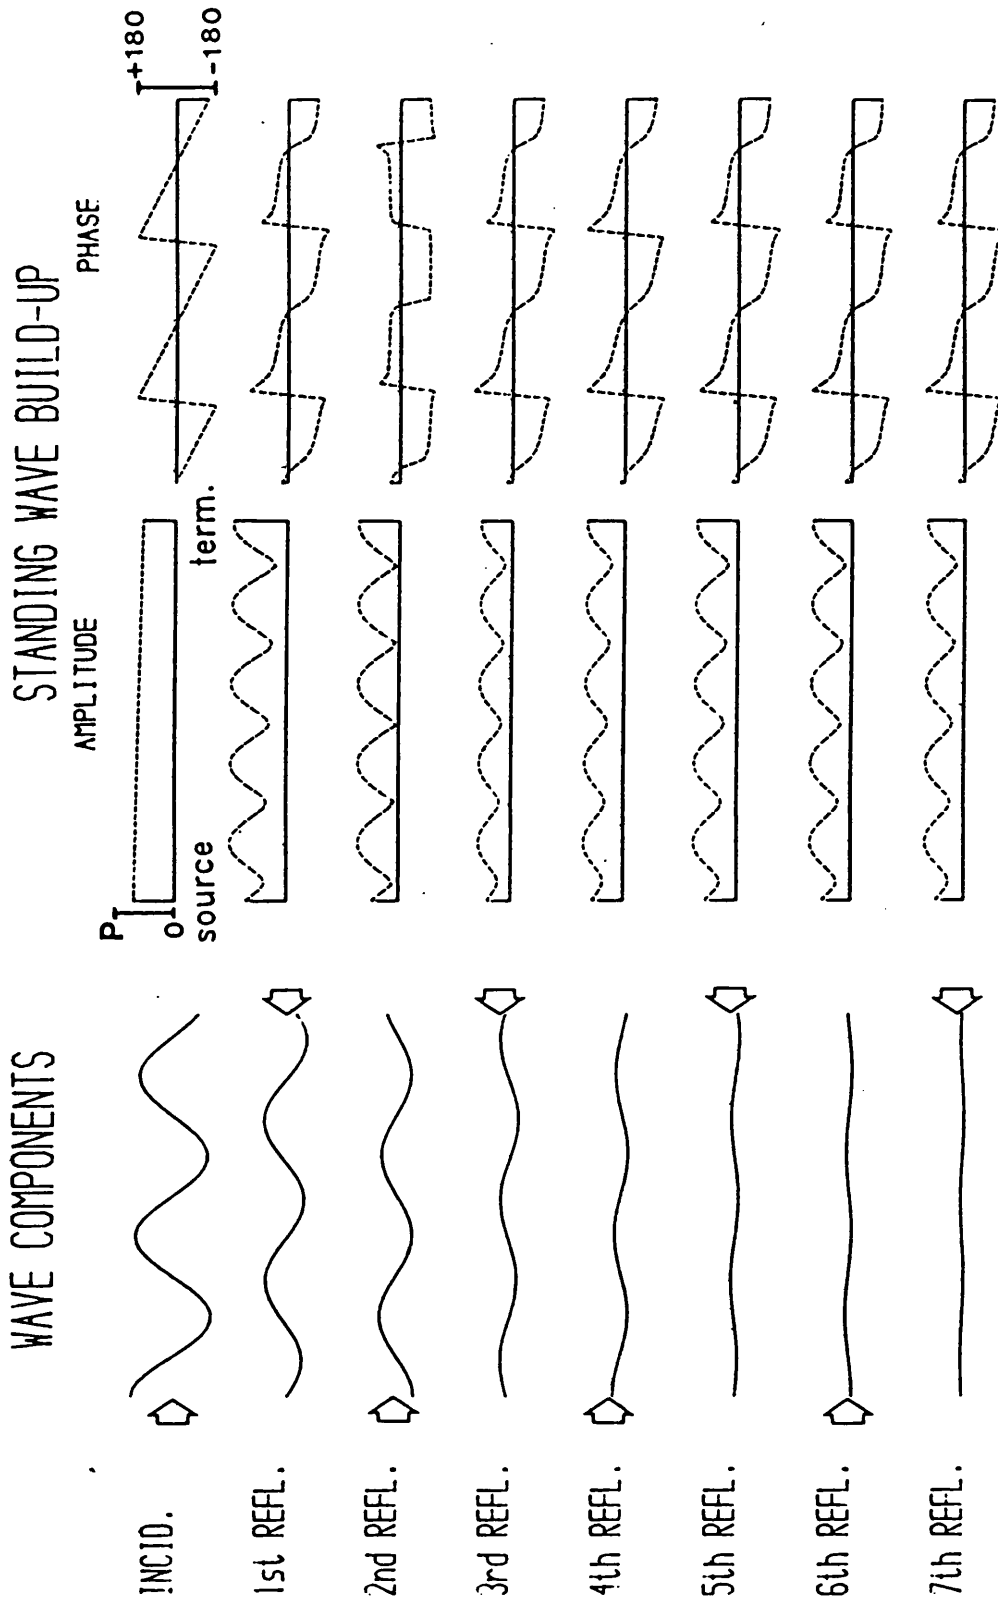 WAVE COMPONENTS
STANDING WAVE BUILD-UP
AMPLITUDE
PHASE
INCID.
P
0
source
term.
+180
-180
1st REFL.
2nd REFL.
3rd REFL.
4th REFL.
5th REFL.
6th REFL.
7th REFL.